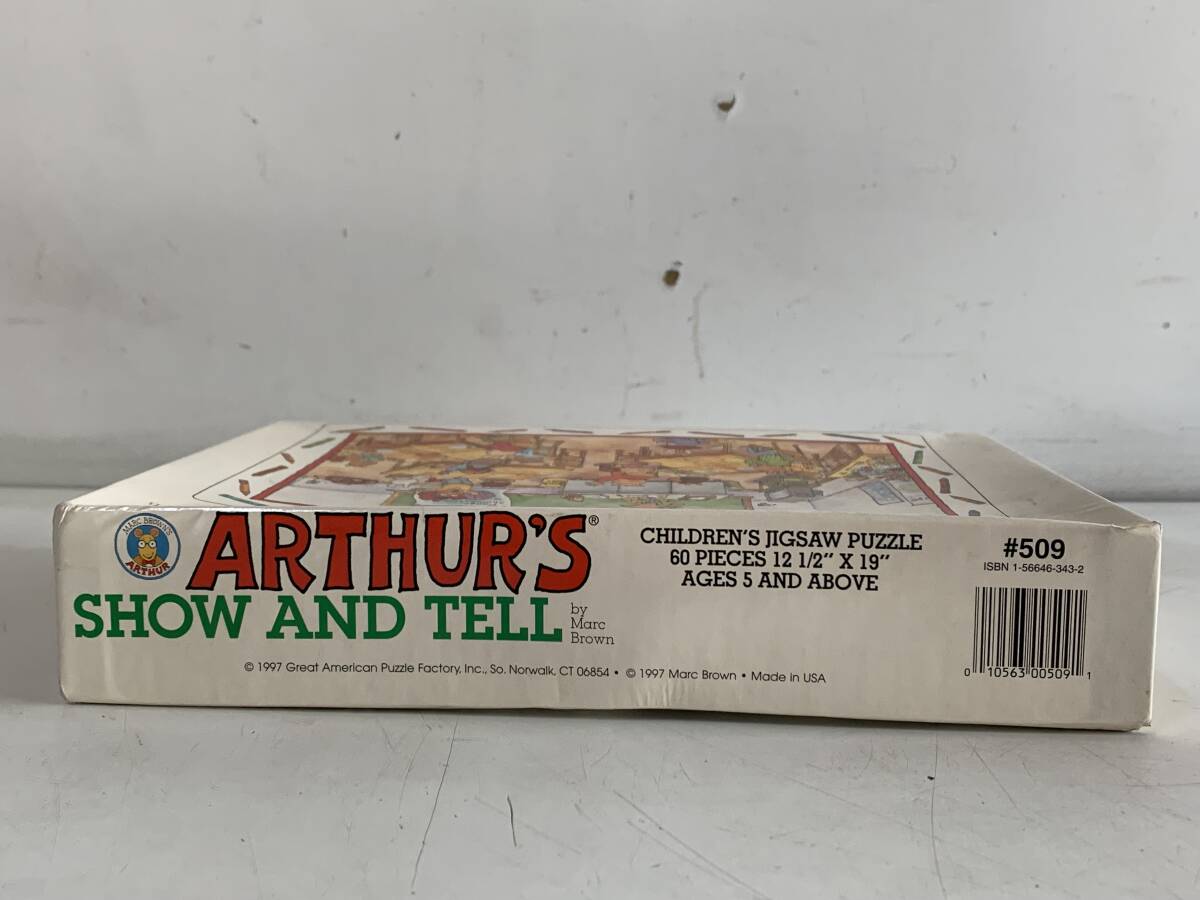 MARC BROWN'S
ARTHUR
ARTHUR'S®
SHOW AND TELL
by
Marc
Brown
CHILDREN'S JIGSAW PUZZLE
60 PIECES 12 1/2" X 19"
AGES 5 AND ABOVE
#509
ISBN 1-56646-343-2
0 10563 00509 1
© 1997 Great American Puzzle Factory, Inc., So. Norwalk, CT 06854 • © 1997 Marc Brown • Made in USA